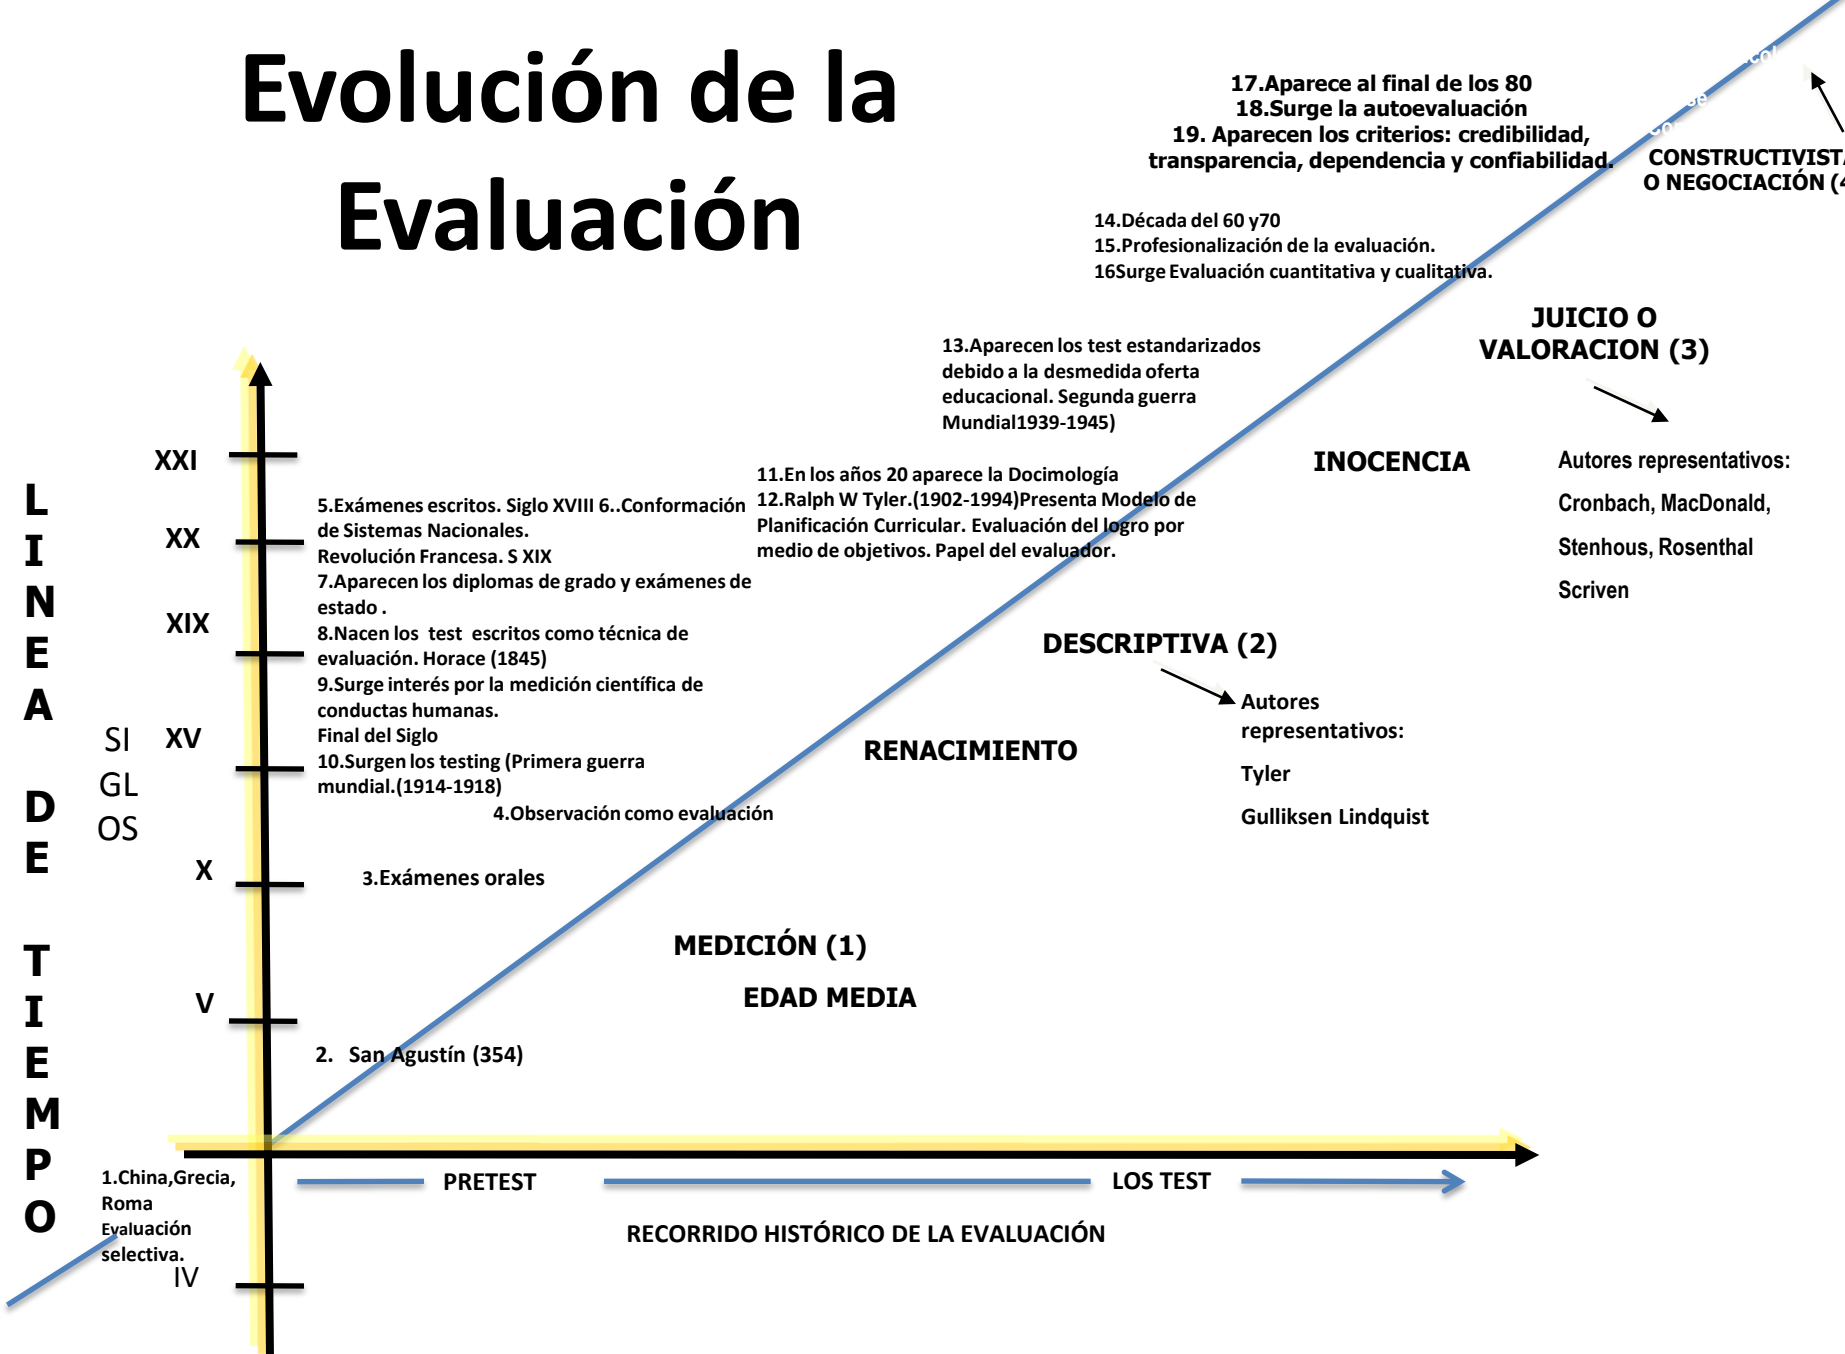 Evolución de la
Evaluación
17.Aparece al final de los 80
18.Surge la autoevaluación
19. Aparecen los criterios: credibilidad,
transparencia, dependencia y confiabilidad.
CONSTRUCTIVISTA
O NEGOCIACIÓN (4
14.Década del 60 y70
15.Profesionalización de la evaluación.
16Surge Evaluación cuantitativa y cualitativa.
JUICIO O
VALORACION (3)
13.Aparecen los test estandarizados
debido a la desmedida oferta
educacional. Segunda guerra
Mundial1939-1945)
INOCENCIA
Autores representativos:
Cronbach, MacDonald,
Stenhous, Rosenthal
Scriven
11.En los años 20 aparece la Docimología
12.Ralph W Tyler.(1902-1994)Presenta Modelo de
Planificación Curricular. Evaluación del logro por
medio de objetivos. Papel del evaluador.
5.Exámenes escritos. Siglo XVIII 6..Conformación
de Sistemas Nacionales.
Revolución Francesa. S XIX
7.Aparecen los diplomas de grado y exámenes de
estado .
8.Nacen los test escritos como técnica de
evaluación. Horace (1845)
9.Surge interés por la medición científica de
conductas humanas.
Final del Siglo
10.Surgen los testing (Primera guerra
mundial.(1914-1918)
4.Observación como evaluación
DESCRIPTIVA (2)
Autores
representativos:
Tyler
Gulliksen Lindquist
RENACIMIENTO
3.Exámenes orales
MEDICIÓN (1)
EDAD MEDIA
2. San Agustín (354)
LINEA DE TIEMPO
SI
GL
OS
XXI
XX
XIX
XV
X
V
IV
1.China,Grecia,
Roma
Evaluación
selectiva.
PRETEST
LOS TEST
RECORRIDO HISTÓRICO DE LA EVALUACIÓN